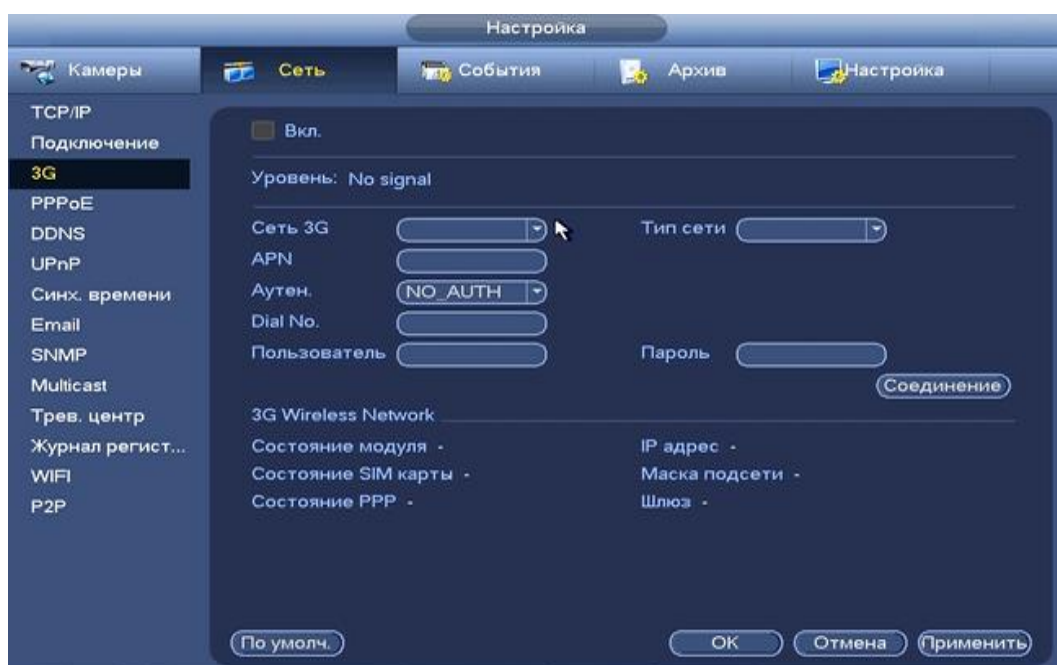 Настройка
Камеры Сеть События Архив Настройка
TCP/IP
Подключение
3G
PPPoE
DDNS
UPnP
Синх. времени
Email
SNMP
Multicast
Трев. центр
Журнал регист...
WIFI
P2P
Вкл.
Уровень: No signal
Сеть 3G Тип сети
APN
Аутен. NO_AUTH
Dial No.
Пользователь Пароль
Соединение
3G Wireless Network
Состояние модуля - IP адрес -
Состояние SIM карты - Маска подсети -
Состояние PPP - Шлюз -
По умолч. OK Отмена Применить